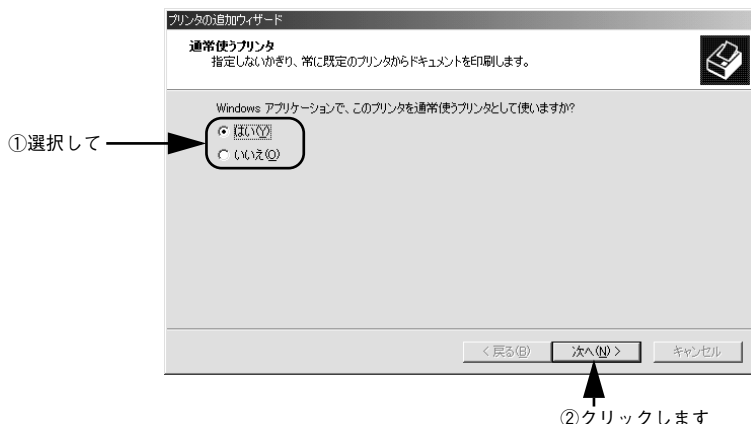 プリンタの追加ウィザード
通常使うプリンタ
指定しないかぎり、常に既定のプリンタからドキュメントを印刷します。
Windows アプリケーションで、このプリンタを通常使うプリンタとして使いますか?
はい(Y)
いいえ(O)
①選択して
< 戻る(B)
次へ(N) >
キャンセル
②クリックします